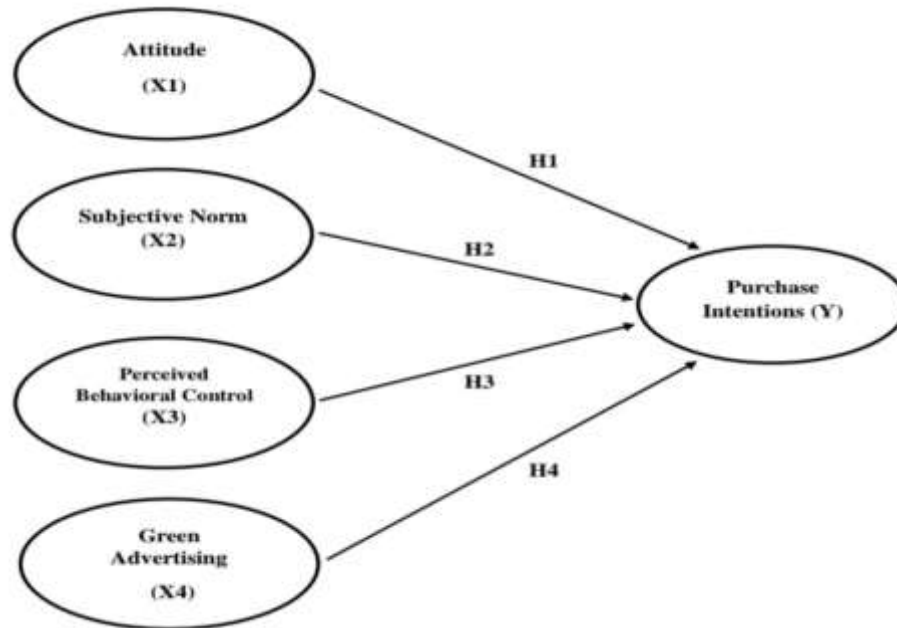 Attitude
(X1)
H1
Subjective Norm
(X2)
H2
Purchase
Intentions (Y)
Perceived
Behavioral Control
(X3)
H3
H4
Green
Advertising
(X4)